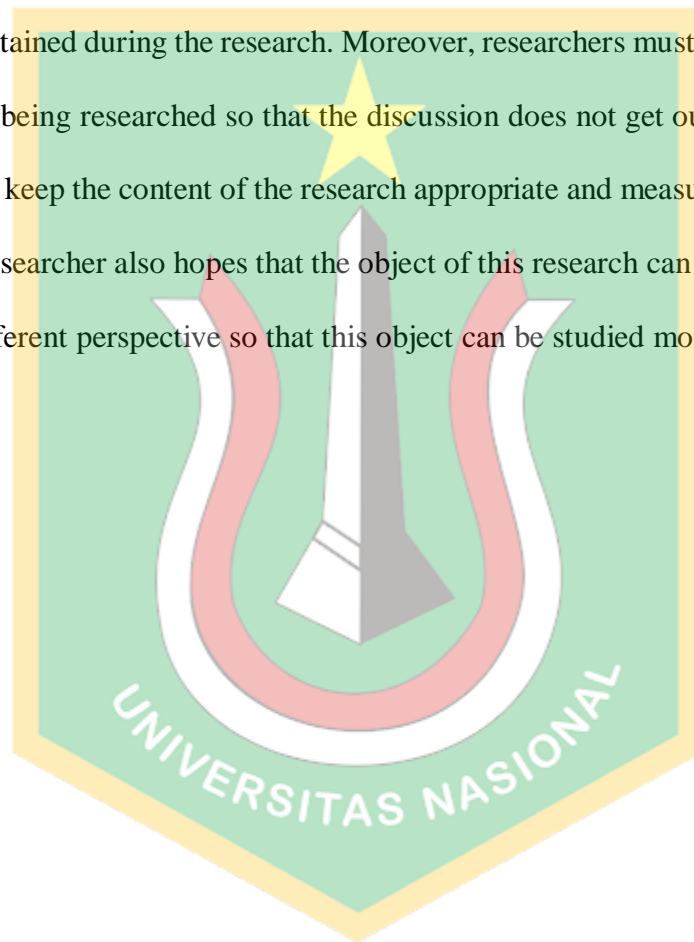 tained during the research. Moreover, researchers must
being researched so that the discussion does not get ou
keep the content of the research appropriate and measu
searcher also hopes that the object of this research can
ferent perspective so that this object can be studied mo
UNIVERSITAS NASIONAL